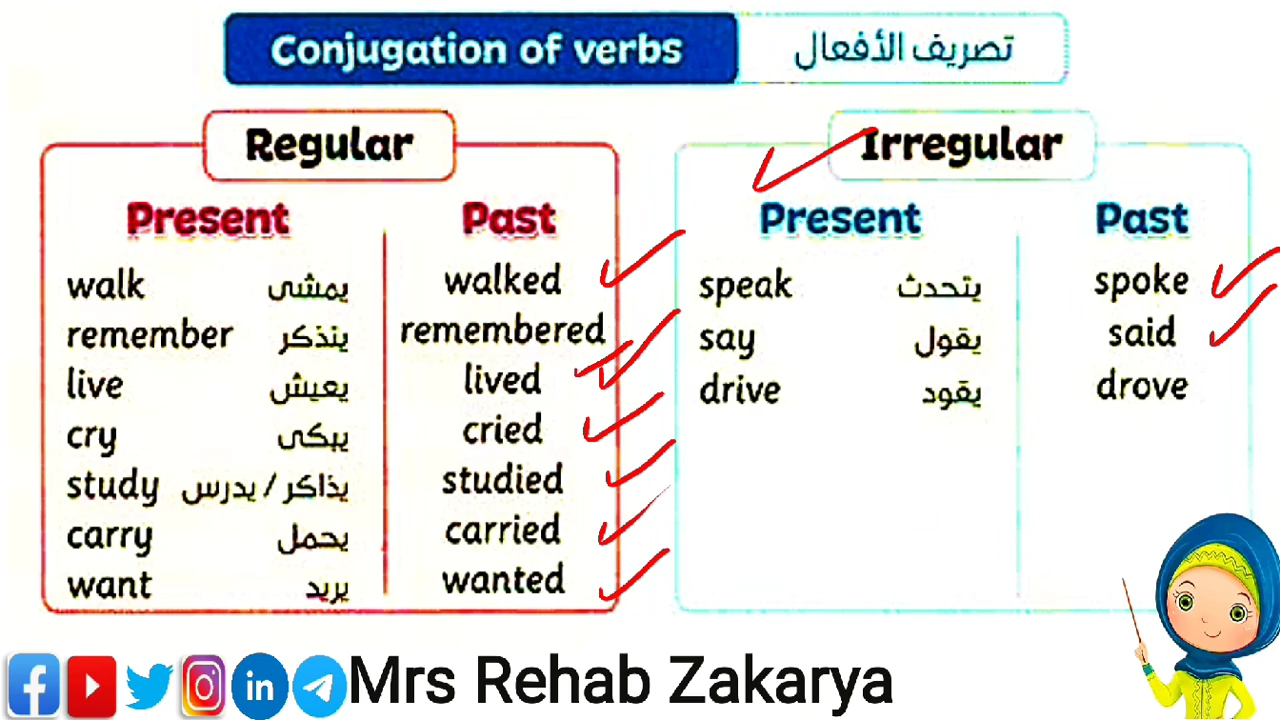 Conjugation of verbs تصريف الأفعال
Regular
Present Past
walk يمشى walked
remember يتذكر remembered
live يعيش lived
cry يبكى cried
study يذاكر / يدرس studied
carry يحمل carried
want يريد wanted
Irregular
Present Past
speak يتحدث spoke
say يقول said
drive يقود drove
Mrs Rehab Zakarya